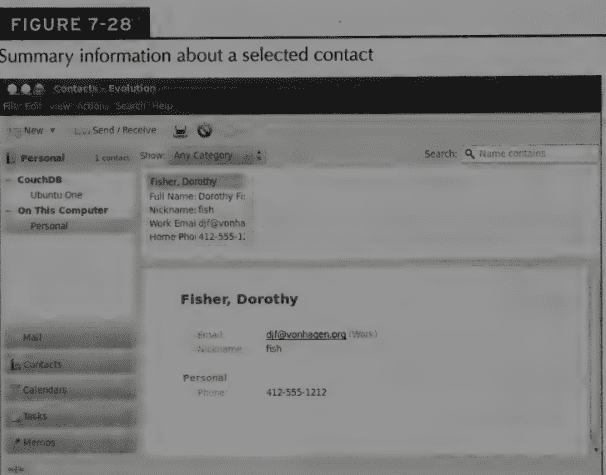 FIGURE 7-28
Summary information about a selected contact
Contacts - Evolution
File Edit View Actions Search Help
New Send / Receive
Personal 1 contact Show: Any Category Search: Name contains
CouchDB
Ubuntu One
On This Computer
Personal
Fisher, Dorothy
Full Name: Dorothy Fi
Nickname: fish
Work Emai djf@vonha
Home Phoi 412-555-1
Fisher, Dorothy
Email djf@vonhagen.org (Work)
Nickname fish
Personal
Phone 412-555-1212
Mail
Contacts
Calendars
Tasks
Memos